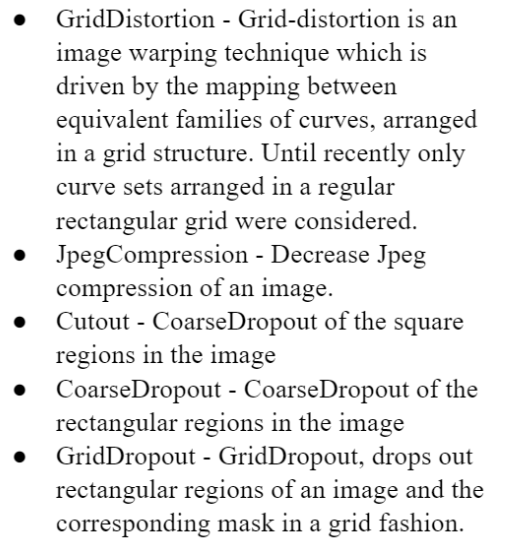 ● GridDistortion - Grid-distortion is an
image warping technique which is
driven by the mapping between
equivalent families of curves, arranged
in a grid structure. Until recently only
curve sets arranged in a regular
rectangular grid were considered.
● JpegCompression - Decrease Jpeg
compression of an image.
● Cutout - CoarseDropout of the square
regions in the image
● CoarseDropout - CoarseDropout of the
rectangular regions in the image
● GridDropout - GridDropout, drops out
rectangular regions of an image and the
corresponding mask in a grid fashion.